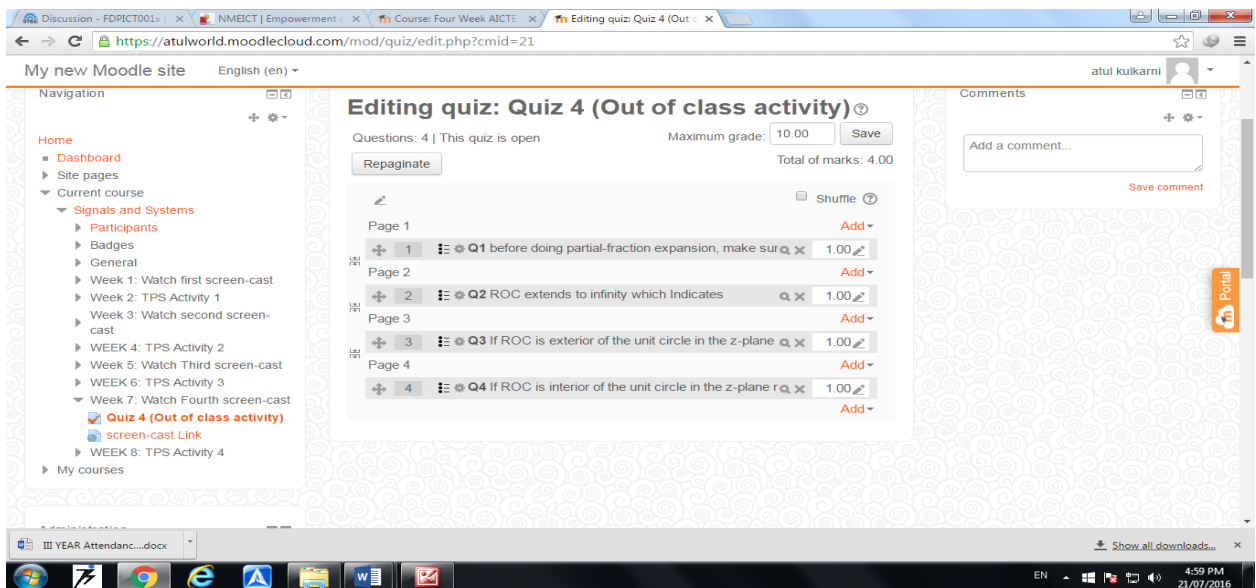 Discussion - FDPICT001x |
NMEICT | Empowerment
Course: Four Week AICTE
Editing quiz: Quiz 4 (Out
https://atulworld.moodlecloud.com/mod/quiz/edit.php?cmid=21
My new Moodle site
English (en)
atul kulkarni
Navigation
Home
Dashboard
Site pages
Current course
Signals and Systems
Participants
Badges
General
Week 1: Watch first screen-cast
Week 2: TPS Activity 1
Week 3: Watch second screen-
cast
WEEK 4: TPS Activity 2
Week 5: Watch Third screen-cast
WEEK 6: TPS Activity 3
Week 7: Watch Fourth screen-cast
Quiz 4 (Out of class activity)
screen-cast Link
WEEK 8: TPS Activity 4
My courses
Editing quiz: Quiz 4 (Out of class activity)
Questions: 4 | This quiz is open
Maximum grade: 10.00 Save
Repaginate
Total of marks: 4.00
Shuffle
Page 1 Add
1 Q1 before doing partial-fraction expansion, make sur 1.00
Page 2 Add
2 Q2 ROC extends to infinity which Indicates 1.00
Page 3 Add
3 Q3 If ROC is exterior of the unit circle in the z-plane 1.00
Page 4 Add
4 Q4 If ROC is interior of the unit circle in the z-plane r 1.00
Add
Comments
Add a comment...
Save comment
Portal
III YEAR Attendanc....docx
Show all downloads...
EN
4:59 PM
21/07/2016